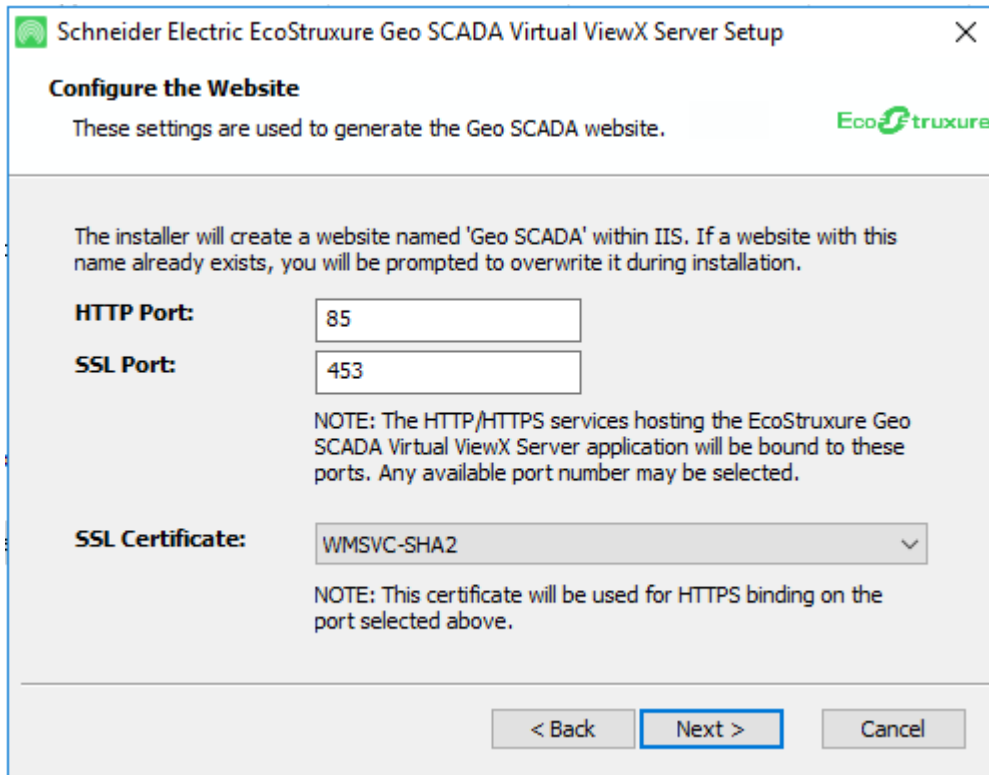 Schneider Electric EcoStruxure Geo SCADA Virtual ViewX Server Setup
Configure the Website
These settings are used to generate the Geo SCADA website.
EcoStruxure
The installer will create a website named 'Geo SCADA' within IIS. If a website with this
name already exists, you will be prompted to overwrite it during installation.
HTTP Port:
85
SSL Port:
453
NOTE: The HTTP/HTTPS services hosting the EcoStruxure Geo
SCADA Virtual ViewX Server application will be bound to these
ports. Any available port number may be selected.
SSL Certificate:
WMSVC-SHA2
NOTE: This certificate will be used for HTTPS binding on the
port selected above.
< Back
Next >
Cancel